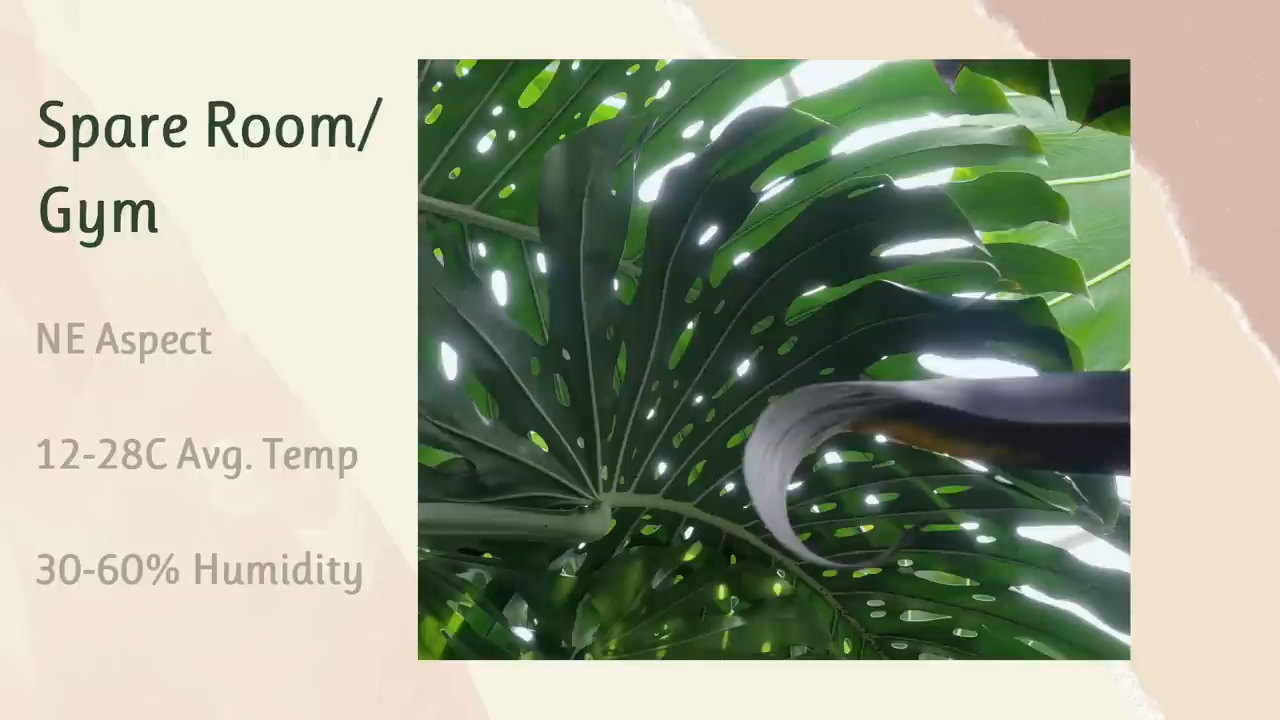 Spare Room/
Gym
NE Aspect
12-28C Avg. Temp
30-60% Humidity